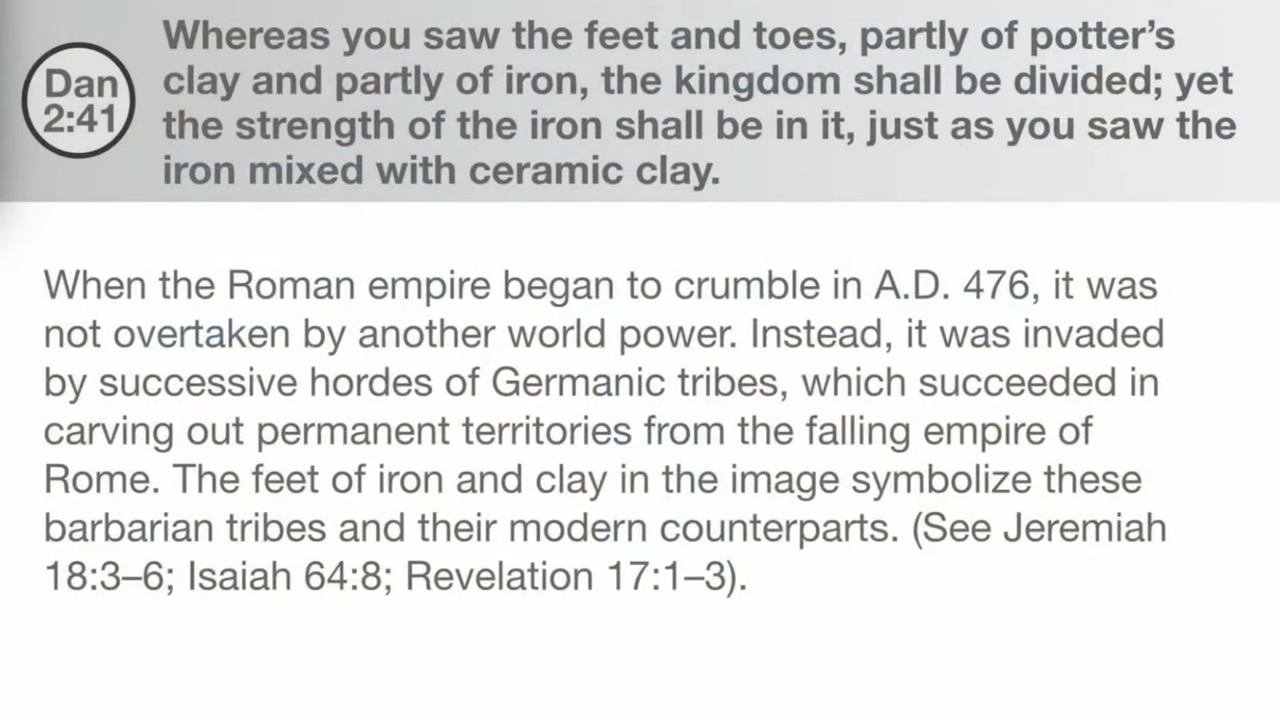 Dan
2:41
Whereas you saw the feet and toes, partly of potter's
clay and partly of iron, the kingdom shall be divided; yet
the strength of the iron shall be in it, just as you saw the
iron mixed with ceramic clay.
When the Roman empire began to crumble in A.D. 476, it was
not overtaken by another world power. Instead, it was invaded
by successive hordes of Germanic tribes, which succeeded in
carving out permanent territories from the falling empire of
Rome. The feet of iron and clay in the image symbolize these
barbarian tribes and their modern counterparts. (See Jeremiah
18:3–6; Isaiah 64:8; Revelation 17:1–3).